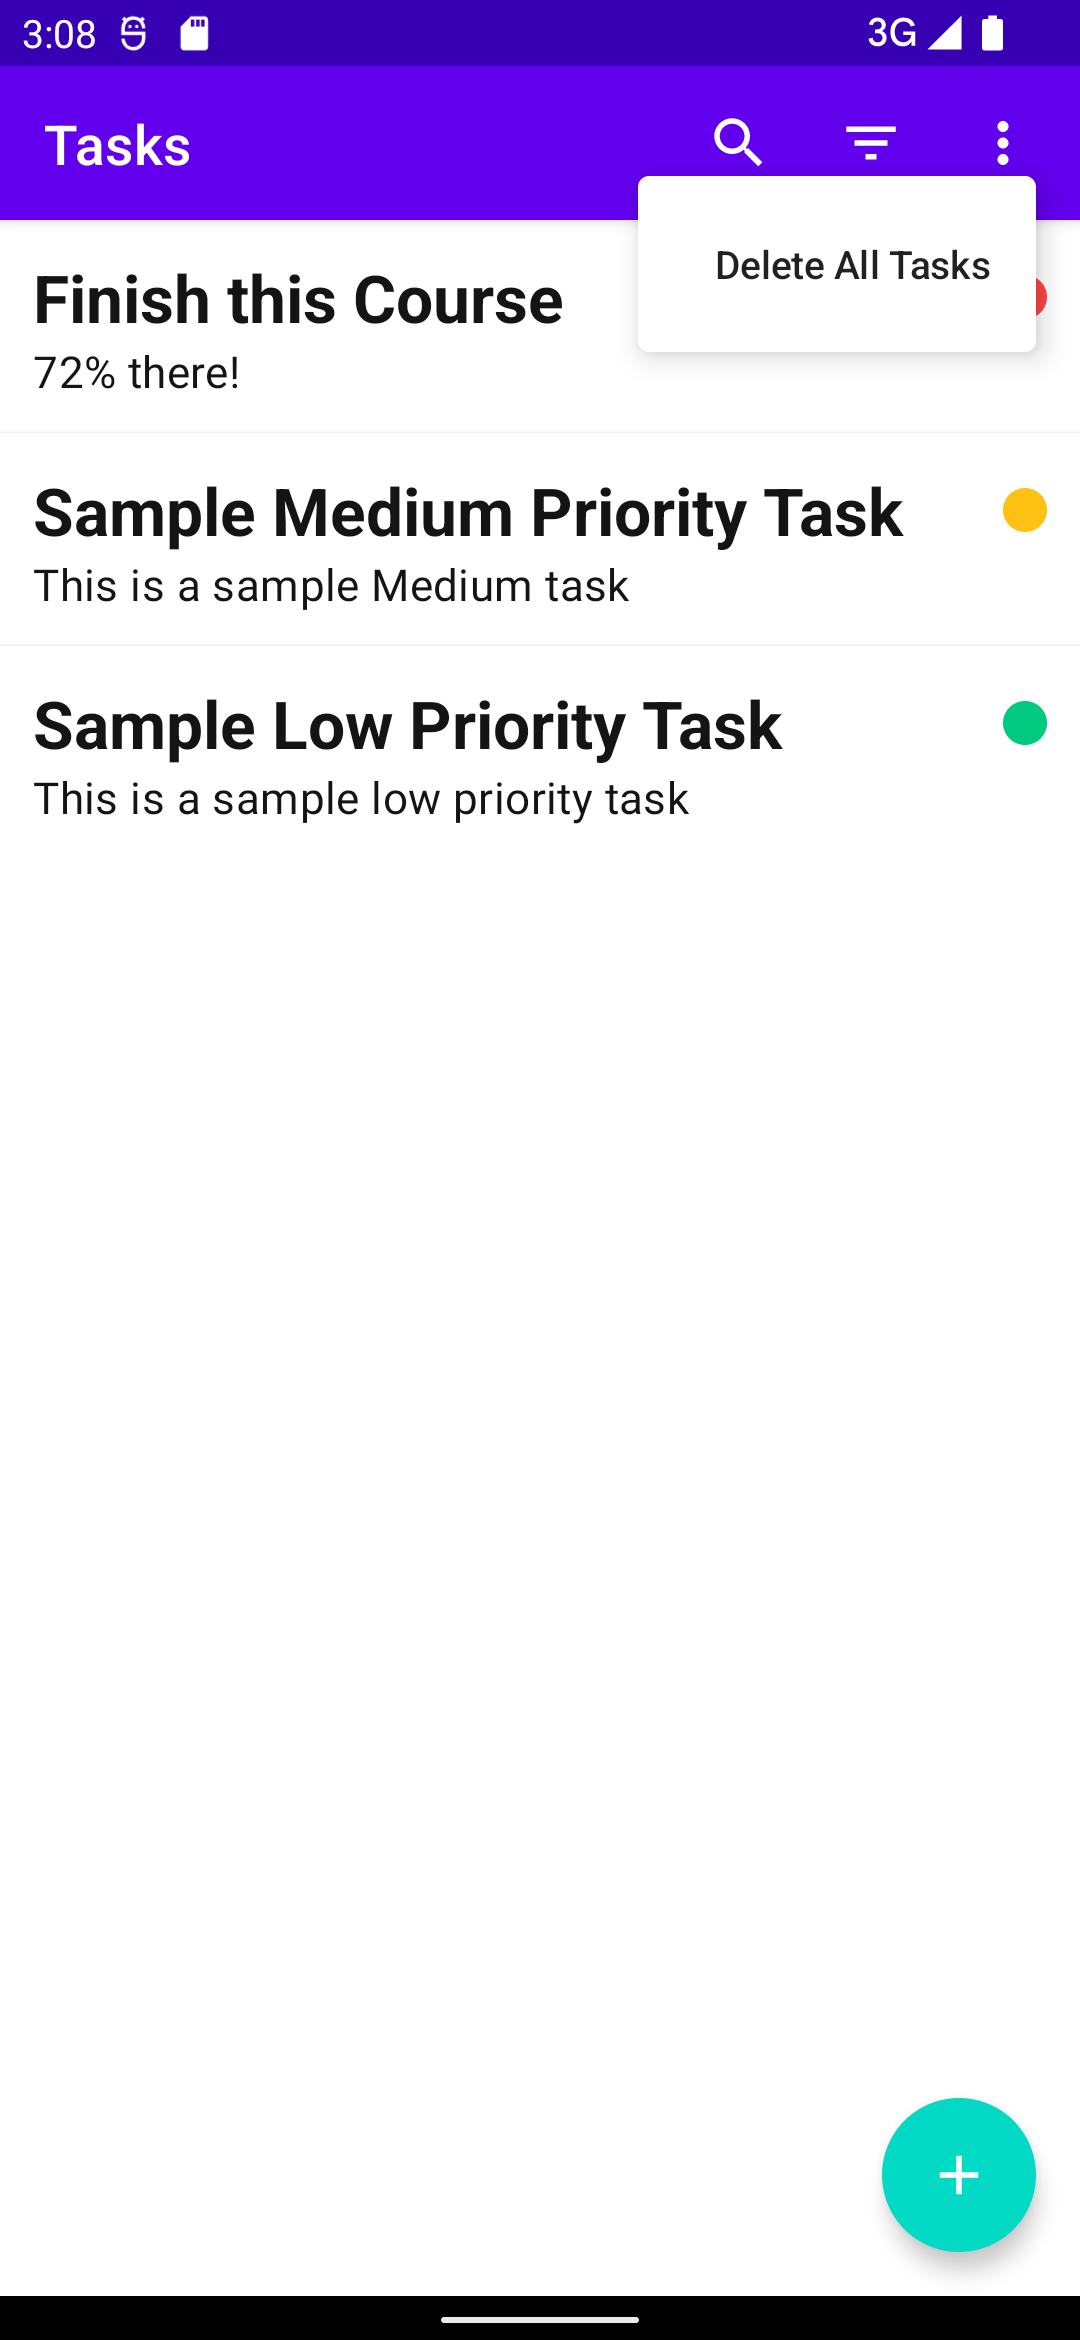 3:08
3G
Tasks
Delete All Tasks
Finish this Course
72% there!
Sample Medium Priority Task
This is a sample Medium task
Sample Low Priority Task
This is a sample low priority task